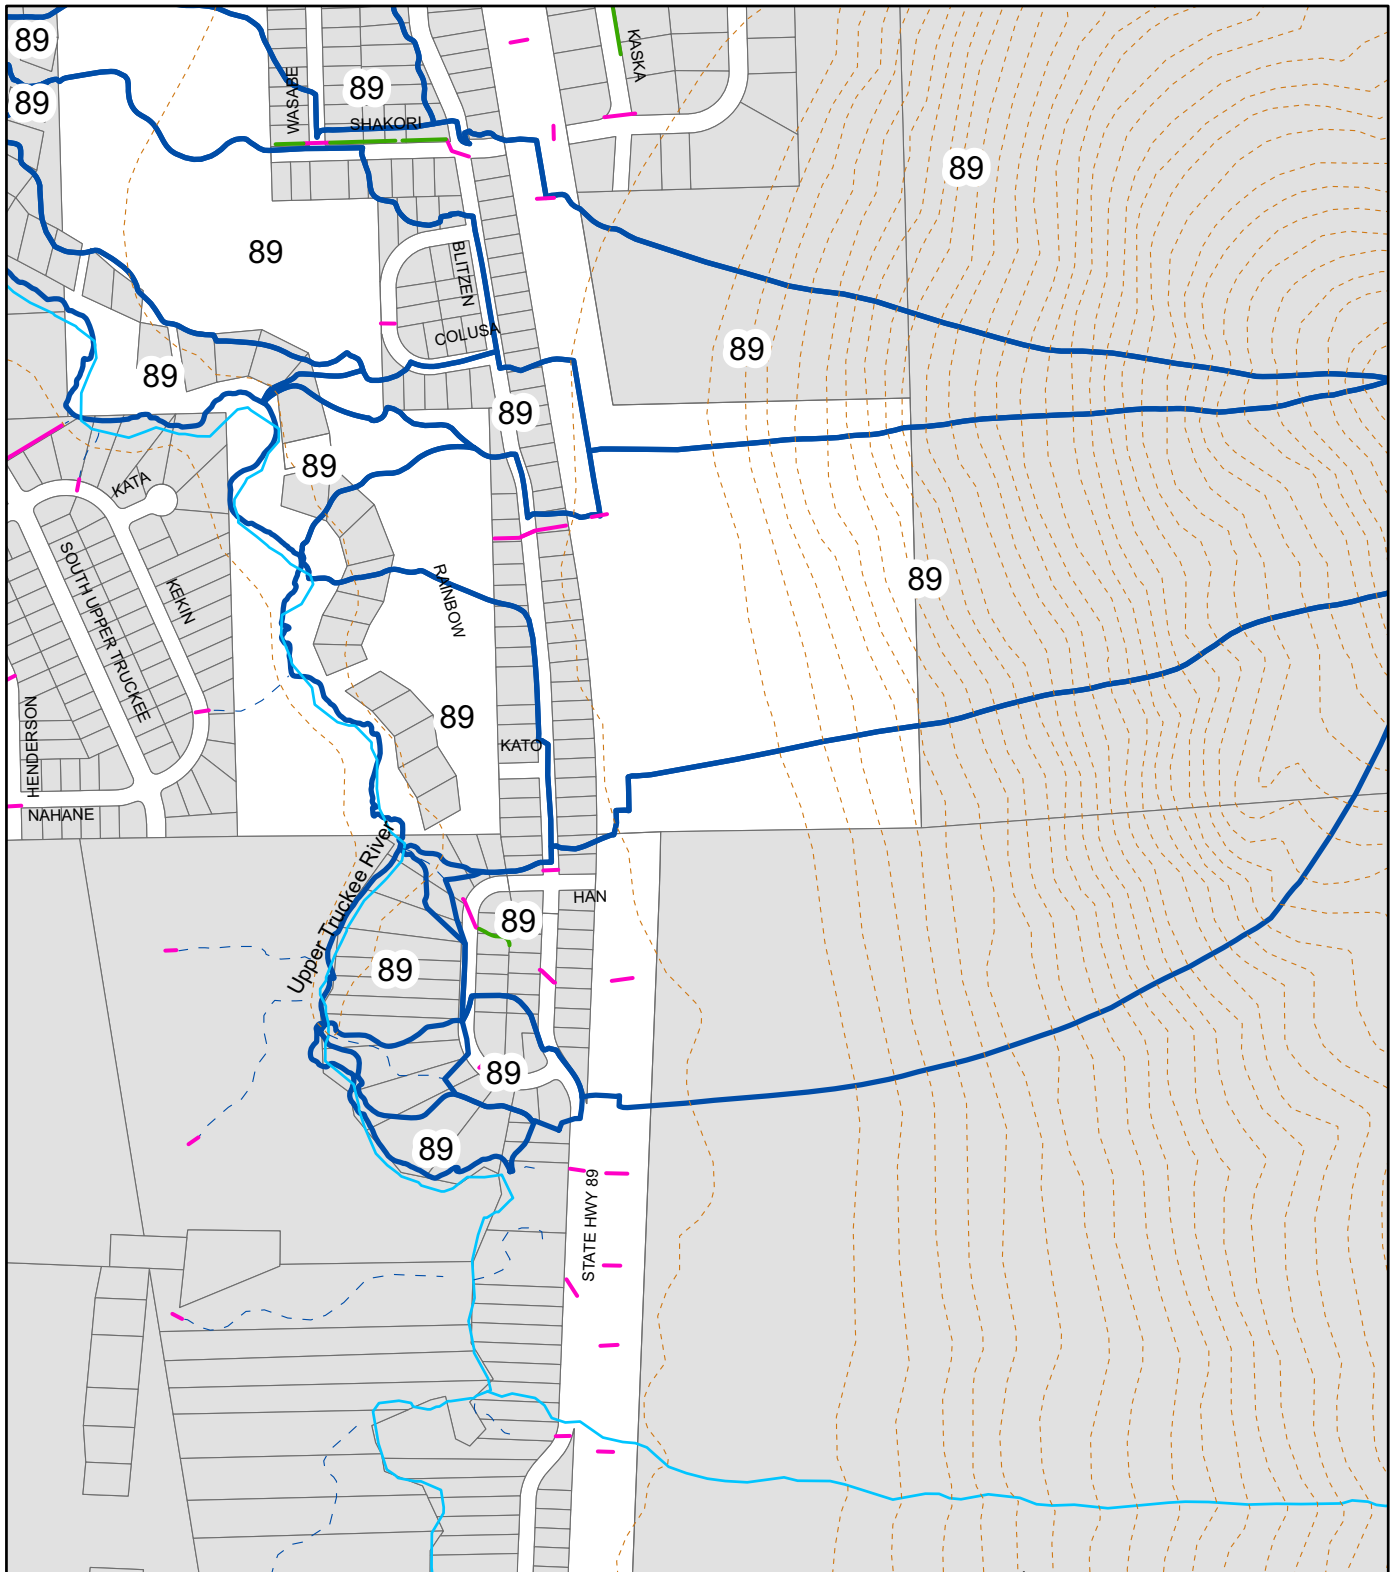 89
KASKA
WASABE
89
89
SHAKORI
89
89
BLITZEN
COLUSA
89
89
89
89
KATA
SOUTH UPPER TRUCKEE
KEKIN
RAINBOW
89
HENDERSON
89
KATO
NAHANE
Upper Truckee River
HAN
89
89
89
89
STATE HWY 89